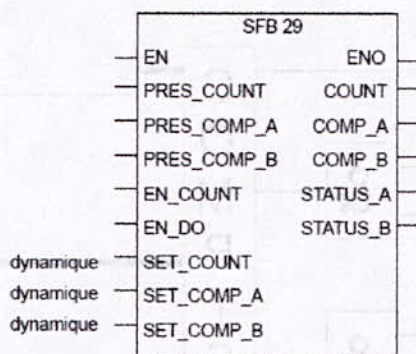 SFB 29
EN ENO
PRES_COUNT COUNT
PRES_COMP_A COMP_A
PRES_COMP_B COMP_B
EN_COUNT STATUS_A
EN_DO STATUS_B
dynamique SET_COUNT
dynamique SET_COMP_A
dynamique SET_COMP_B